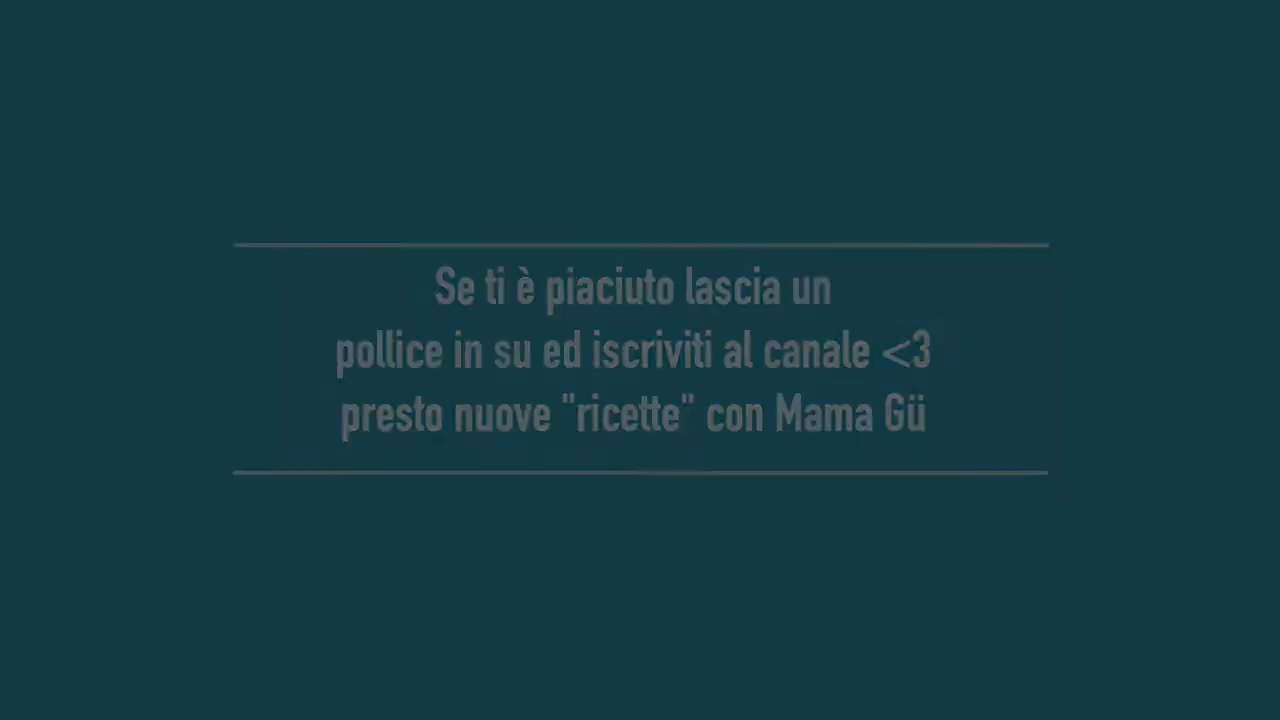 Se ti è piaciuto lascia un
pollice in su ed iscriviti al canale <3
presto nuove "ricette" con Mama Gü